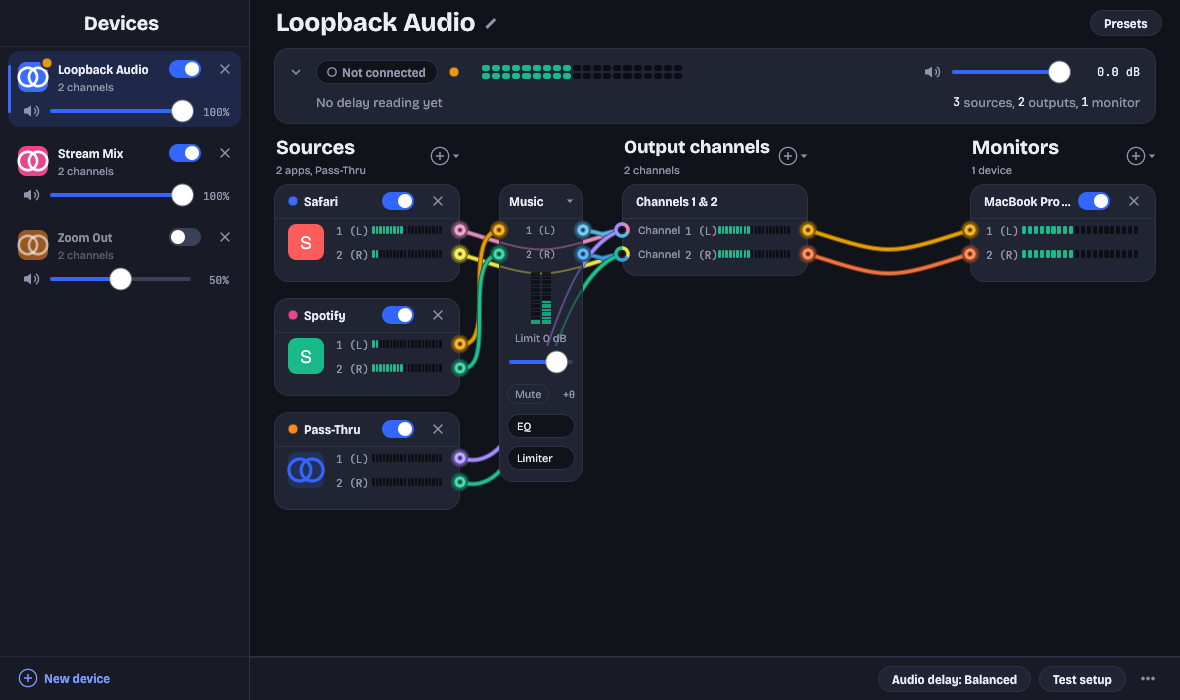 Devices
Loopback Audio
2 channels
100%
Stream Mix
2 channels
100%
Zoom Out
2 channels
50%
New device
Loopback Audio
Presets
Not connected
0.0 dB
No delay reading yet
3 sources, 2 outputs, 1 monitor
Sources
2 apps, Pass-Thru
Safari
S
1 (L)
2 (R)
Spotify
S
1 (L)
2 (R)
Pass-Thru
1 (L)
2 (R)
Music
1 (L)
2 (R)
Limit 0 dB
Mute +0
EQ
Limiter
Output channels
2 channels
Channels 1 & 2
Channel 1 (L)
Channel 2 (R)
Monitors
1 device
MacBook Pro ...
1 (L)
2 (R)
Audio delay: Balanced
Test setup